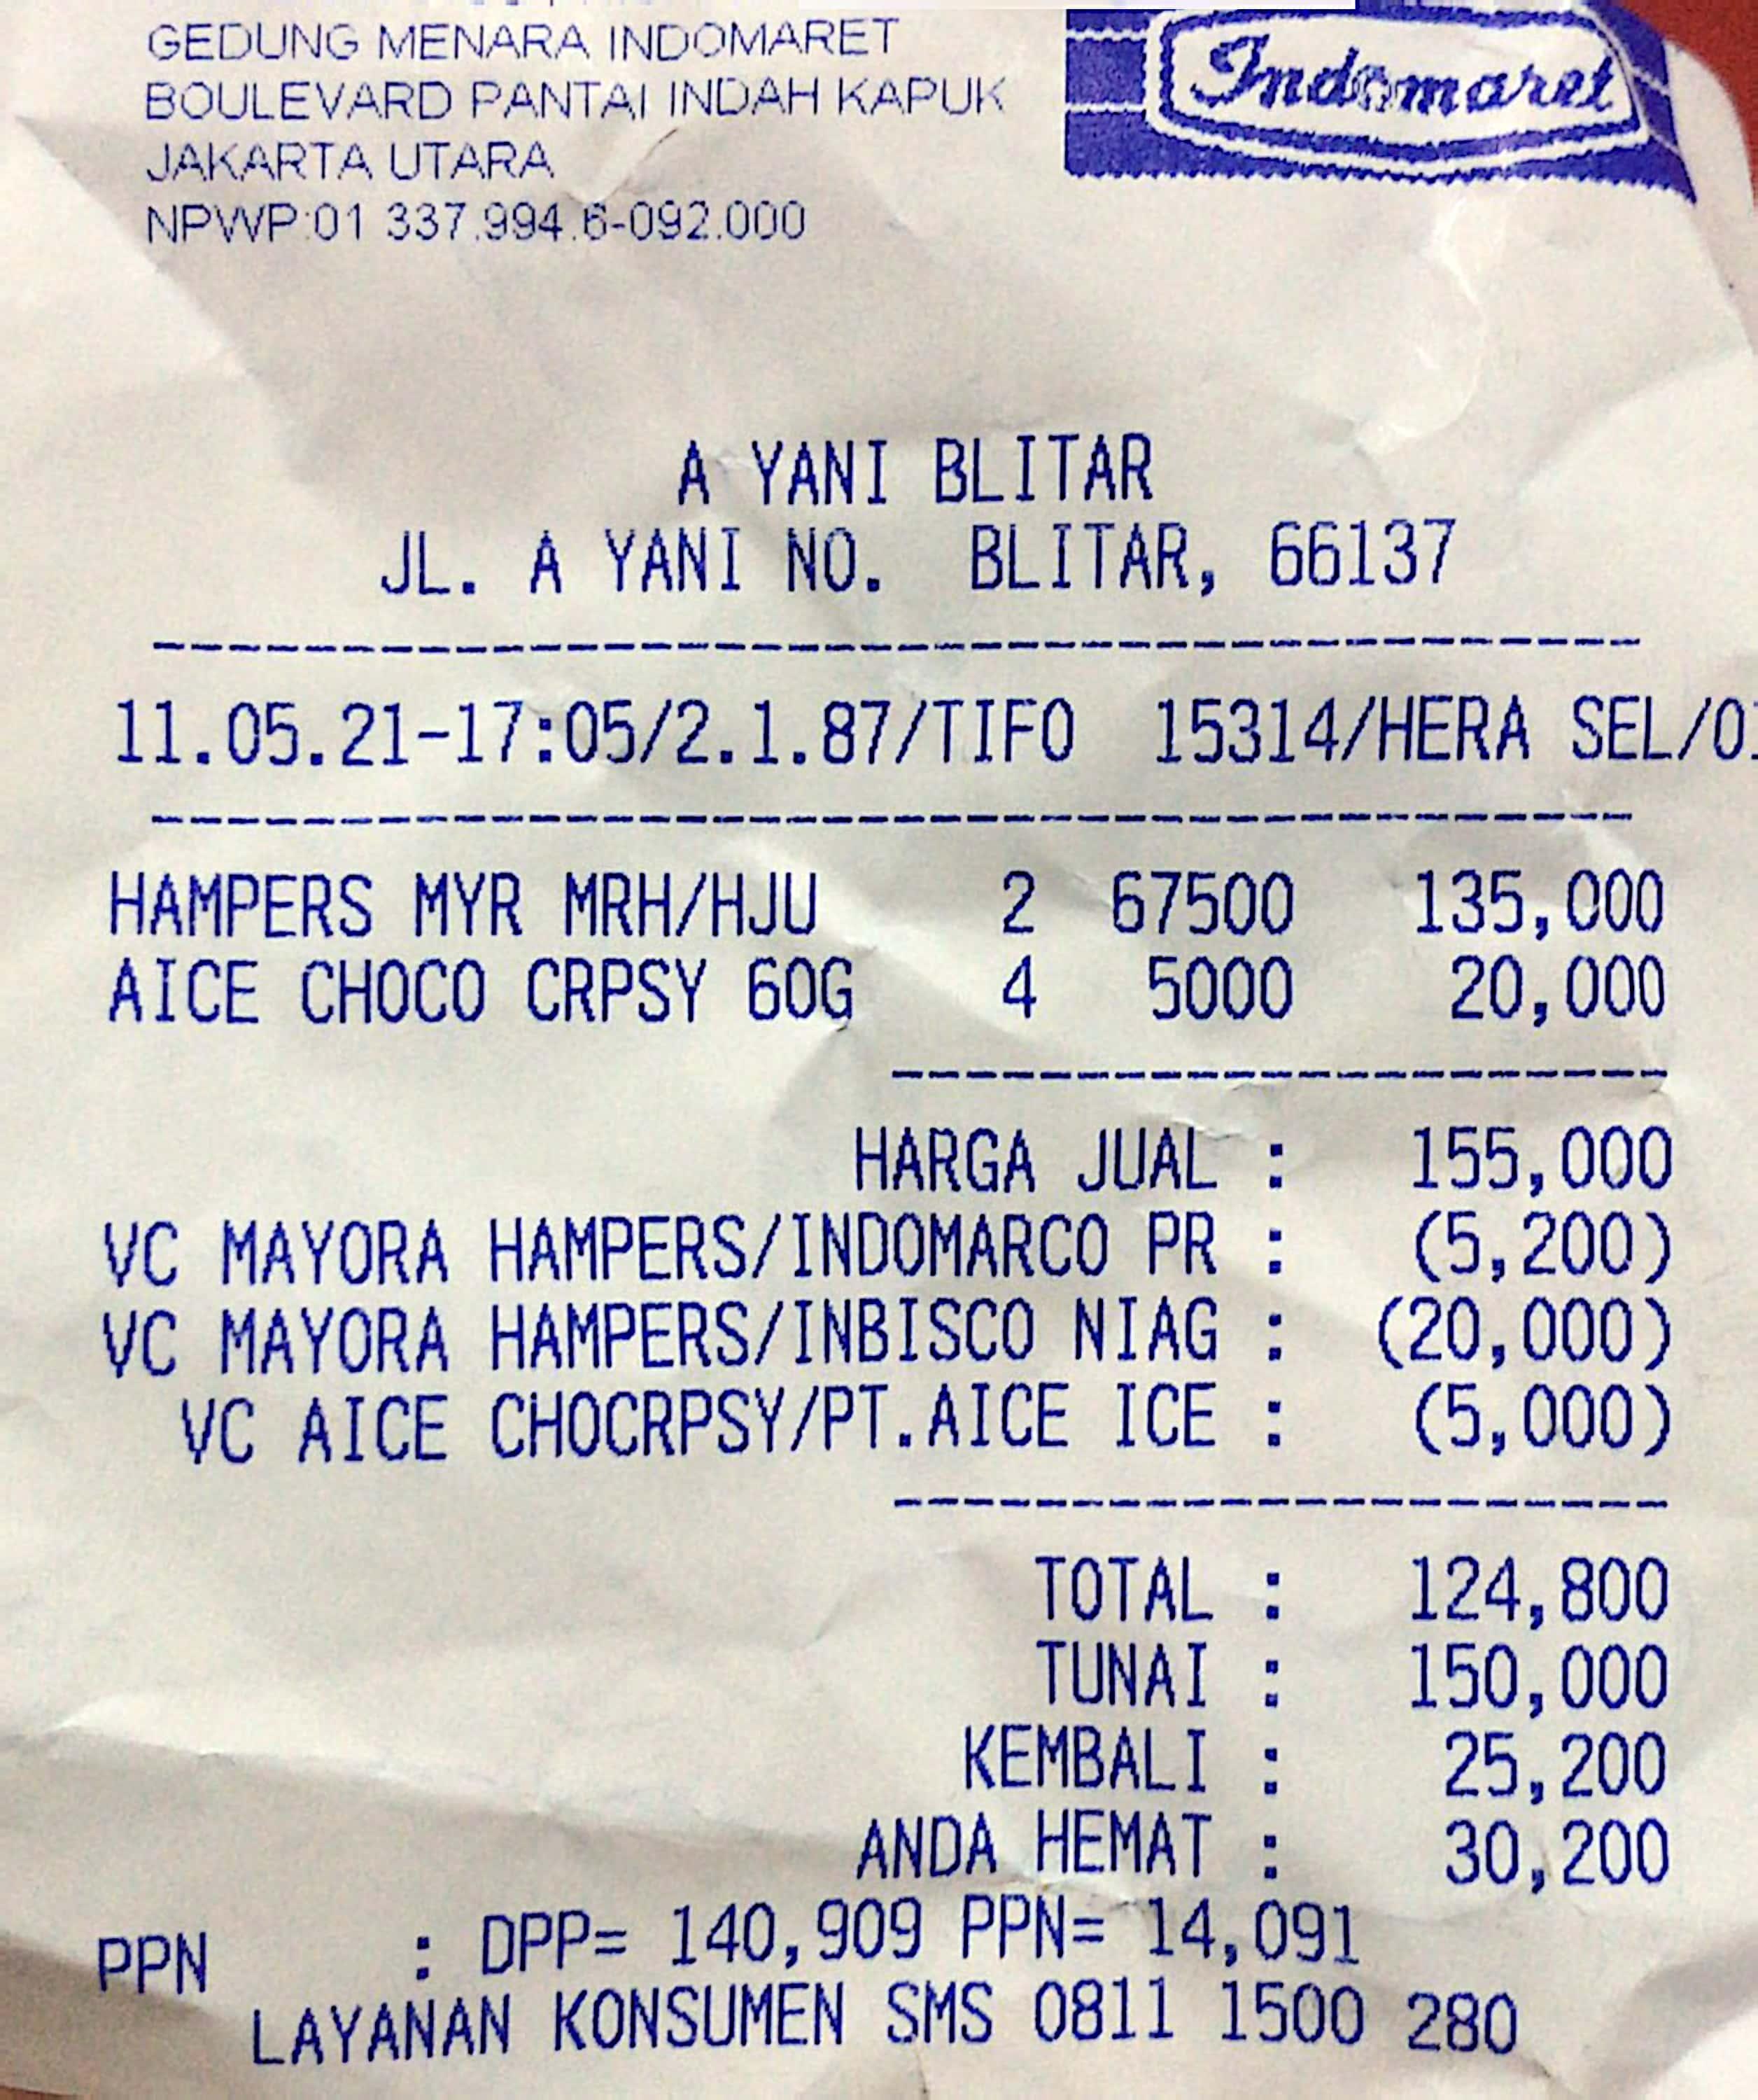 GEDUNG MENARA INDOMARET
BOULEVARD PANTAI INDAH KAPUK
JAKARTA UTARA
NPWP:01 337.994.6-092.000
Indomaret
A YANI BLITAR
JL. A YANI NO. BLITAR, 66137
11.05.21-17:05/2.1.87/TIFO 15314/HERA SEL/01
HAMPERS MYR MRH/HJU 2 67500 135,000
AICE CHOCO CRPSY 60G 4 5000 20,000
HARGA JUAL : 155,000
VC MAYORA HAMPERS/INDOMARCO PR : (5,200)
VC MAYORA HAMPERS/INBISCO NIAG : (20,000)
VC AICE CHOCRPSY/PT.AICE ICE : (5,000)
TOTAL : 124,800
TUNAI : 150,000
KEMBALI : 25,200
ANDA HEMAT : 30,200
PPN : DPP= 140,909 PPN= 14,091
LAYANAN KONSUMEN SMS 0811 1500 280